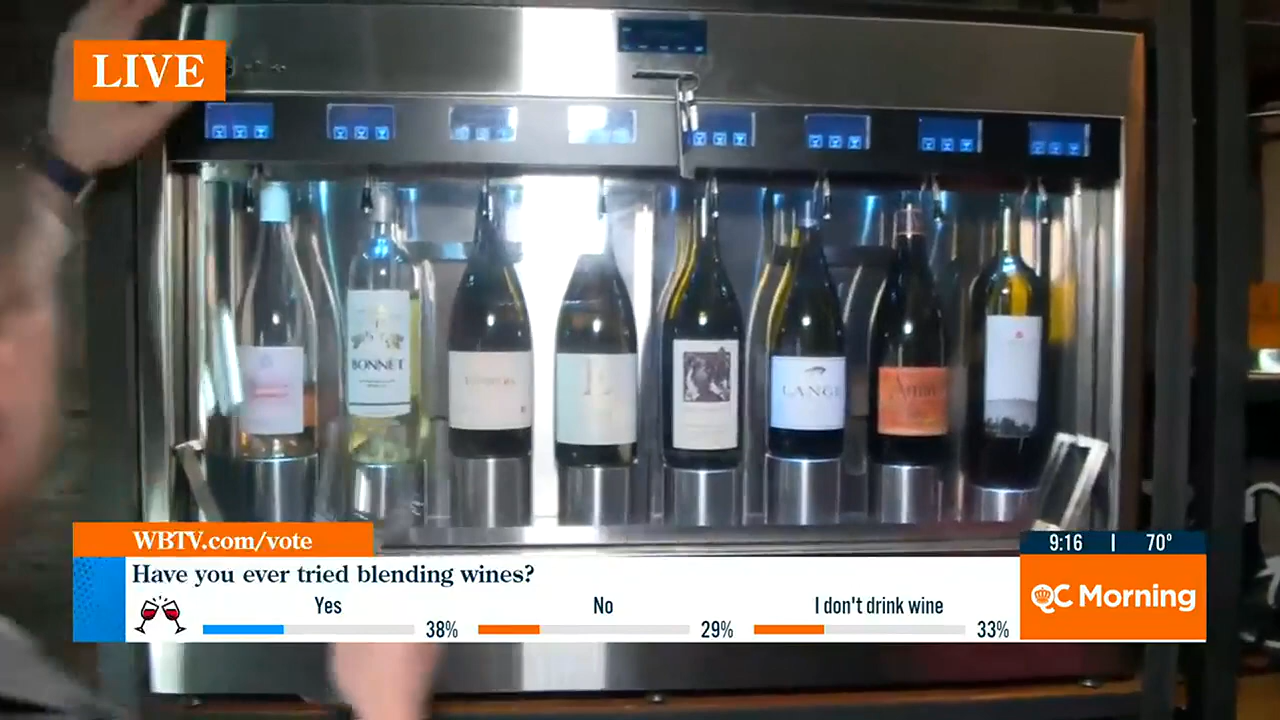 LIVE
BONNET
LANGE
WBTV.com/vote
Have you ever tried blending wines?
Yes
38%
No
29%
I don't drink wine
33%
9:16 | 70°
QC Morning